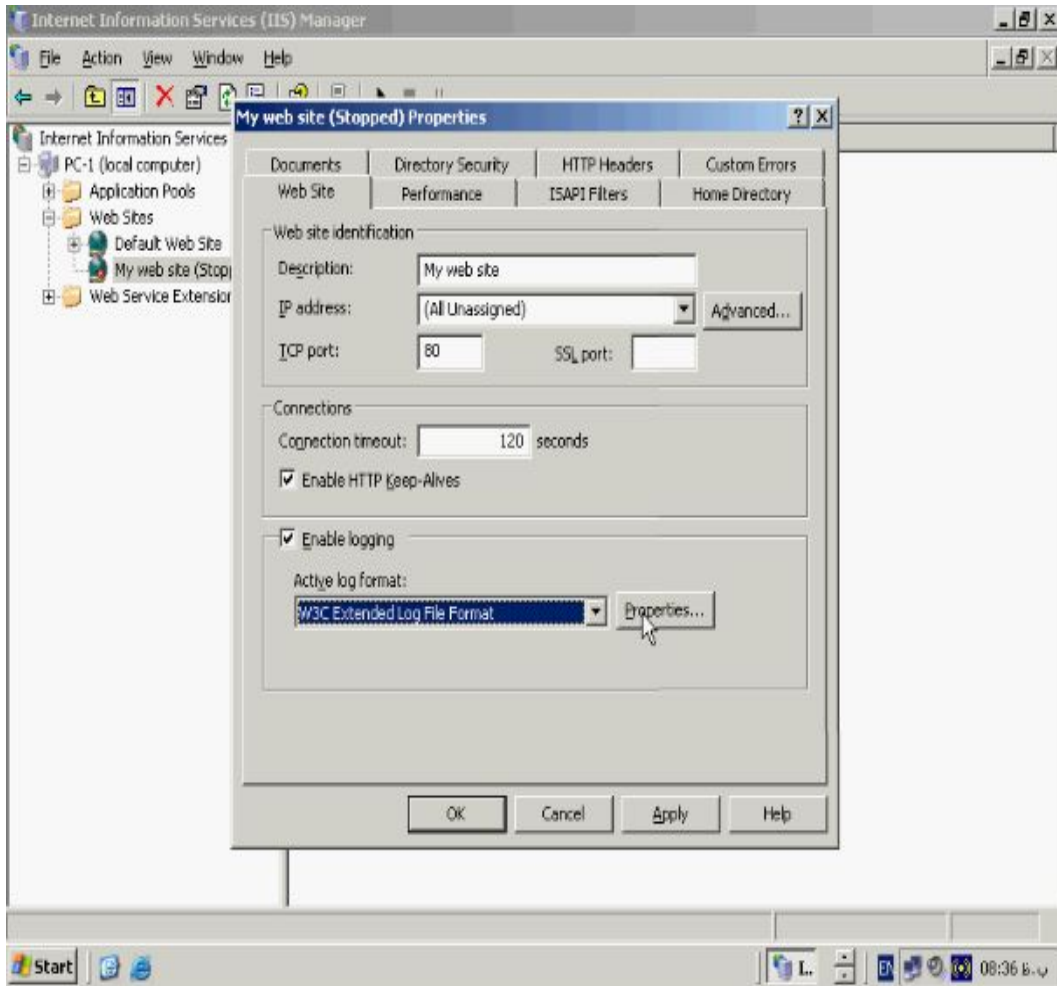 Internet Information Services (IIS) Manager
File Action View Window Help
Internet Information Services
PC-1 (local computer)
Application Pools
Web Sites
Default Web Site
My web site (Stop
Web Service Extension
My web site (Stopped) Properties
Documents Directory Security HTTP Headers Custom Errors
Web Site Performance ISAPI Filters Home Directory
Web site identification
Description: My web site
IP address: (All Unassigned) Advanced...
TCP port: 80 SSL port:
Connections
Connection timeout: 120 seconds
Enable HTTP Keep-Alives
Enable logging
Active log format:
W3C Extended Log File Format Properties...
OK Cancel Apply Help
Start I.. EN 08:36